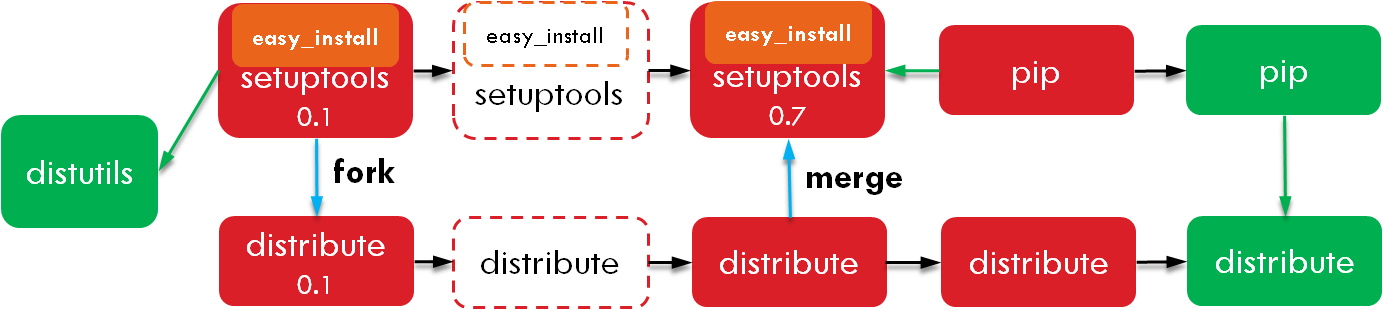 easy_install
setuptools
0.1
easy_install
setuptools
easy_install
setuptools
0.7
pip
pip
distutils
fork
merge
distribute
0.1
distribute
distribute
distribute
distribute